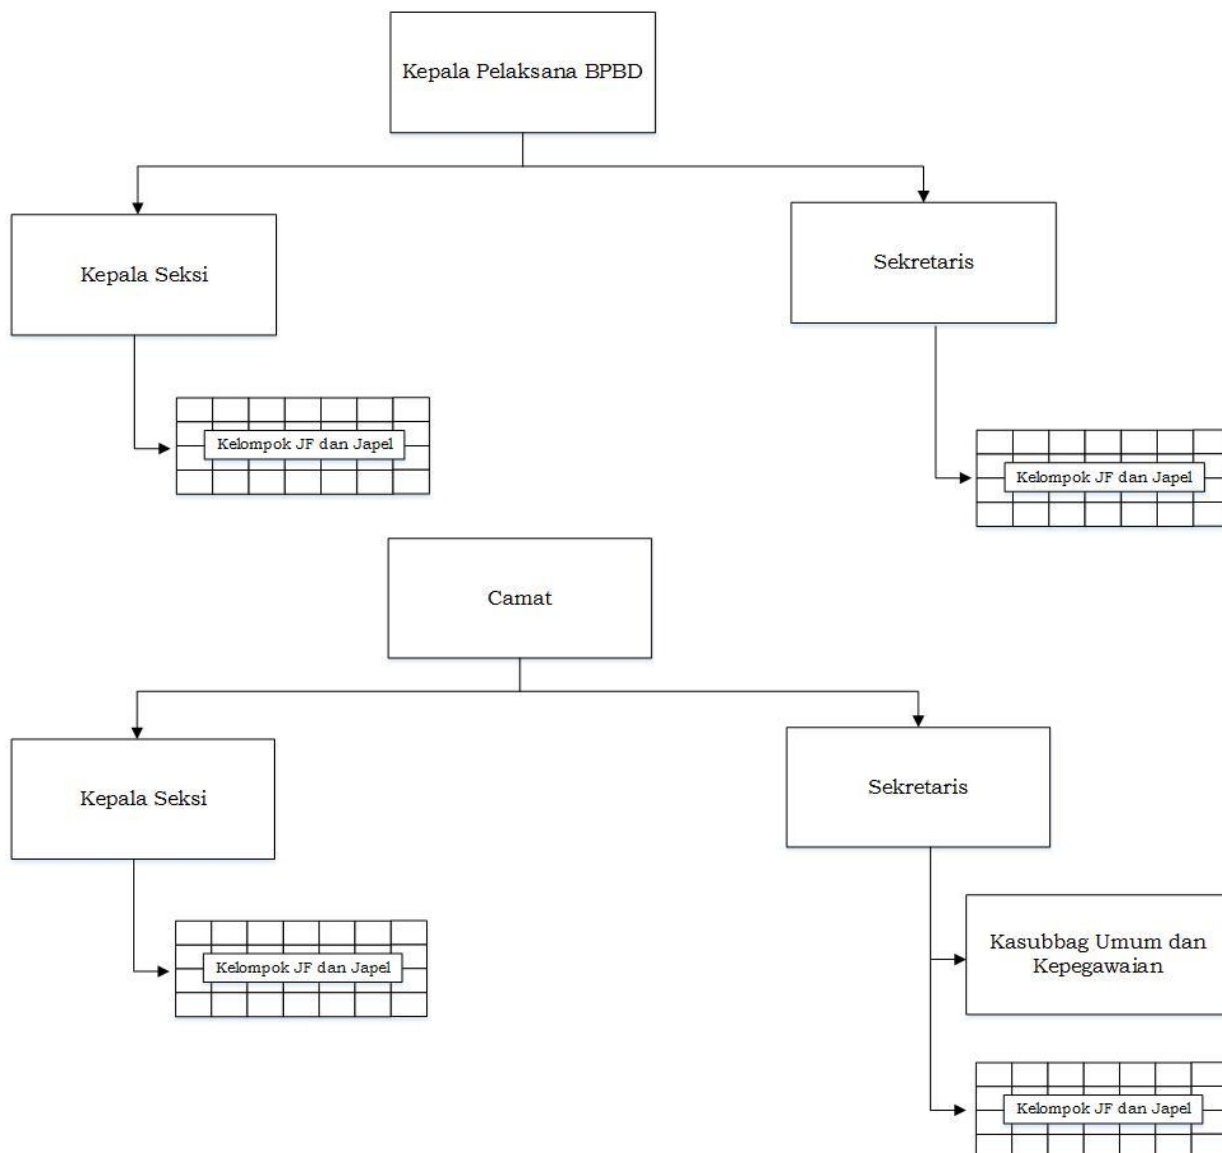 Kepala Pelaksana BPBD
Kepala Seksi
Sekretaris
Kelompok JF dan Japel
Kelompok JF dan Japel
Camat
Kepala Seksi
Sekretaris
Kasubbag Umum dan
Kepegawaian
Kelompok JF dan Japel
Kelompok JF dan Japel